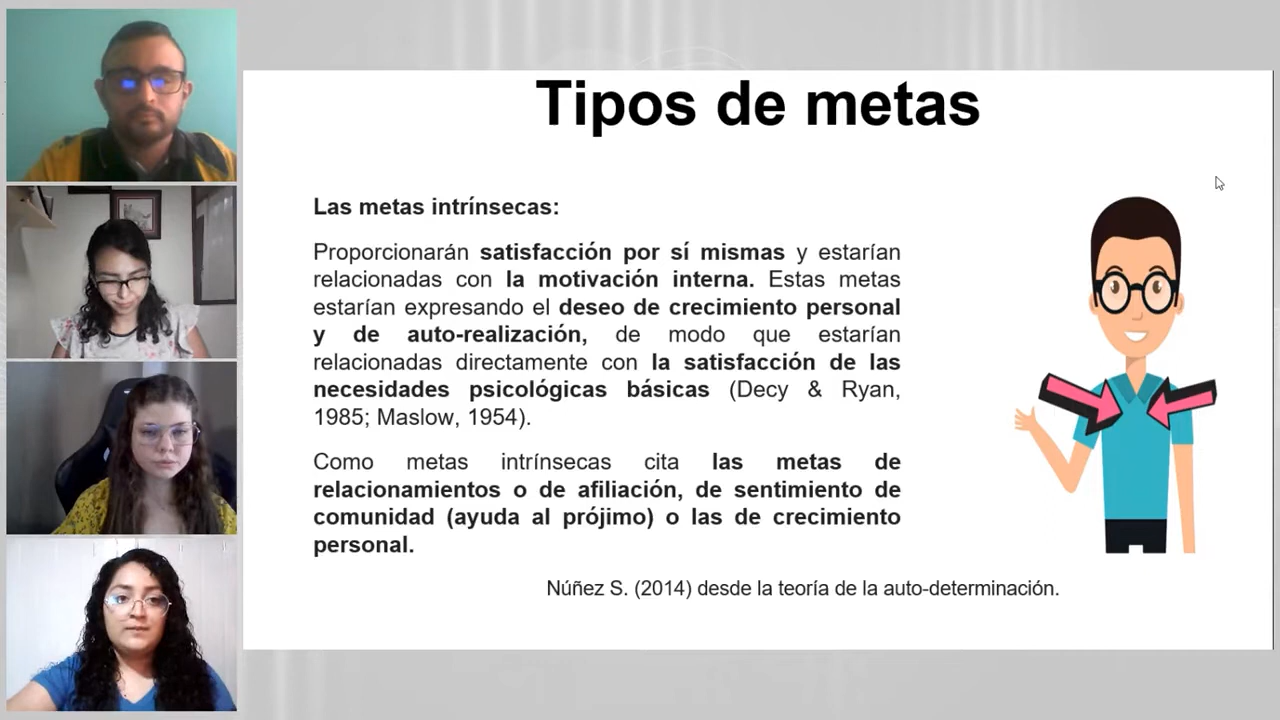 Tipos de metas
Las metas intrínsecas:
Proporcionarán satisfacción por sí mismas y estarían
relacionadas con la motivación interna. Estas metas
estarían expresando el deseo de crecimiento personal
y de auto-realización, de modo que estarían
relacionadas directamente con la satisfacción de las
necesidades psicológicas básicas (Decy & Ryan,
1985; Maslow, 1954).
Como metas intrínsecas cita las metas de
relacionamientos o de afiliación, de sentimiento de
comunidad (ayuda al prójimo) o las de crecimiento
personal.
Núñez S. (2014) desde la teoría de la auto-determinación.